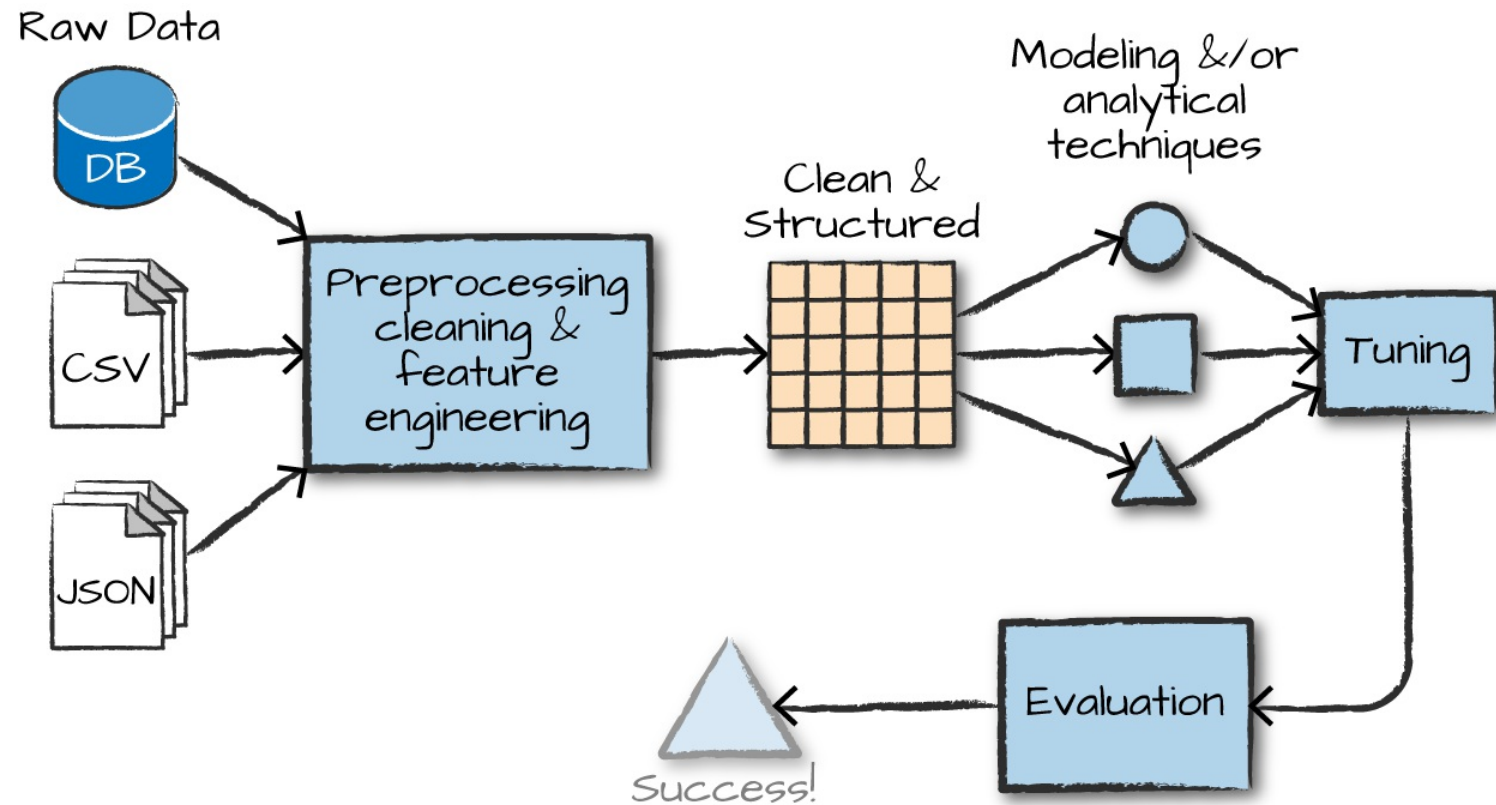 Raw Data
DB
CSV
JSON
Preprocessing
cleaning &
feature
engineering
Clean &
Structured
Modeling &/or
analytical
techniques
Tuning
Evaluation
Success!